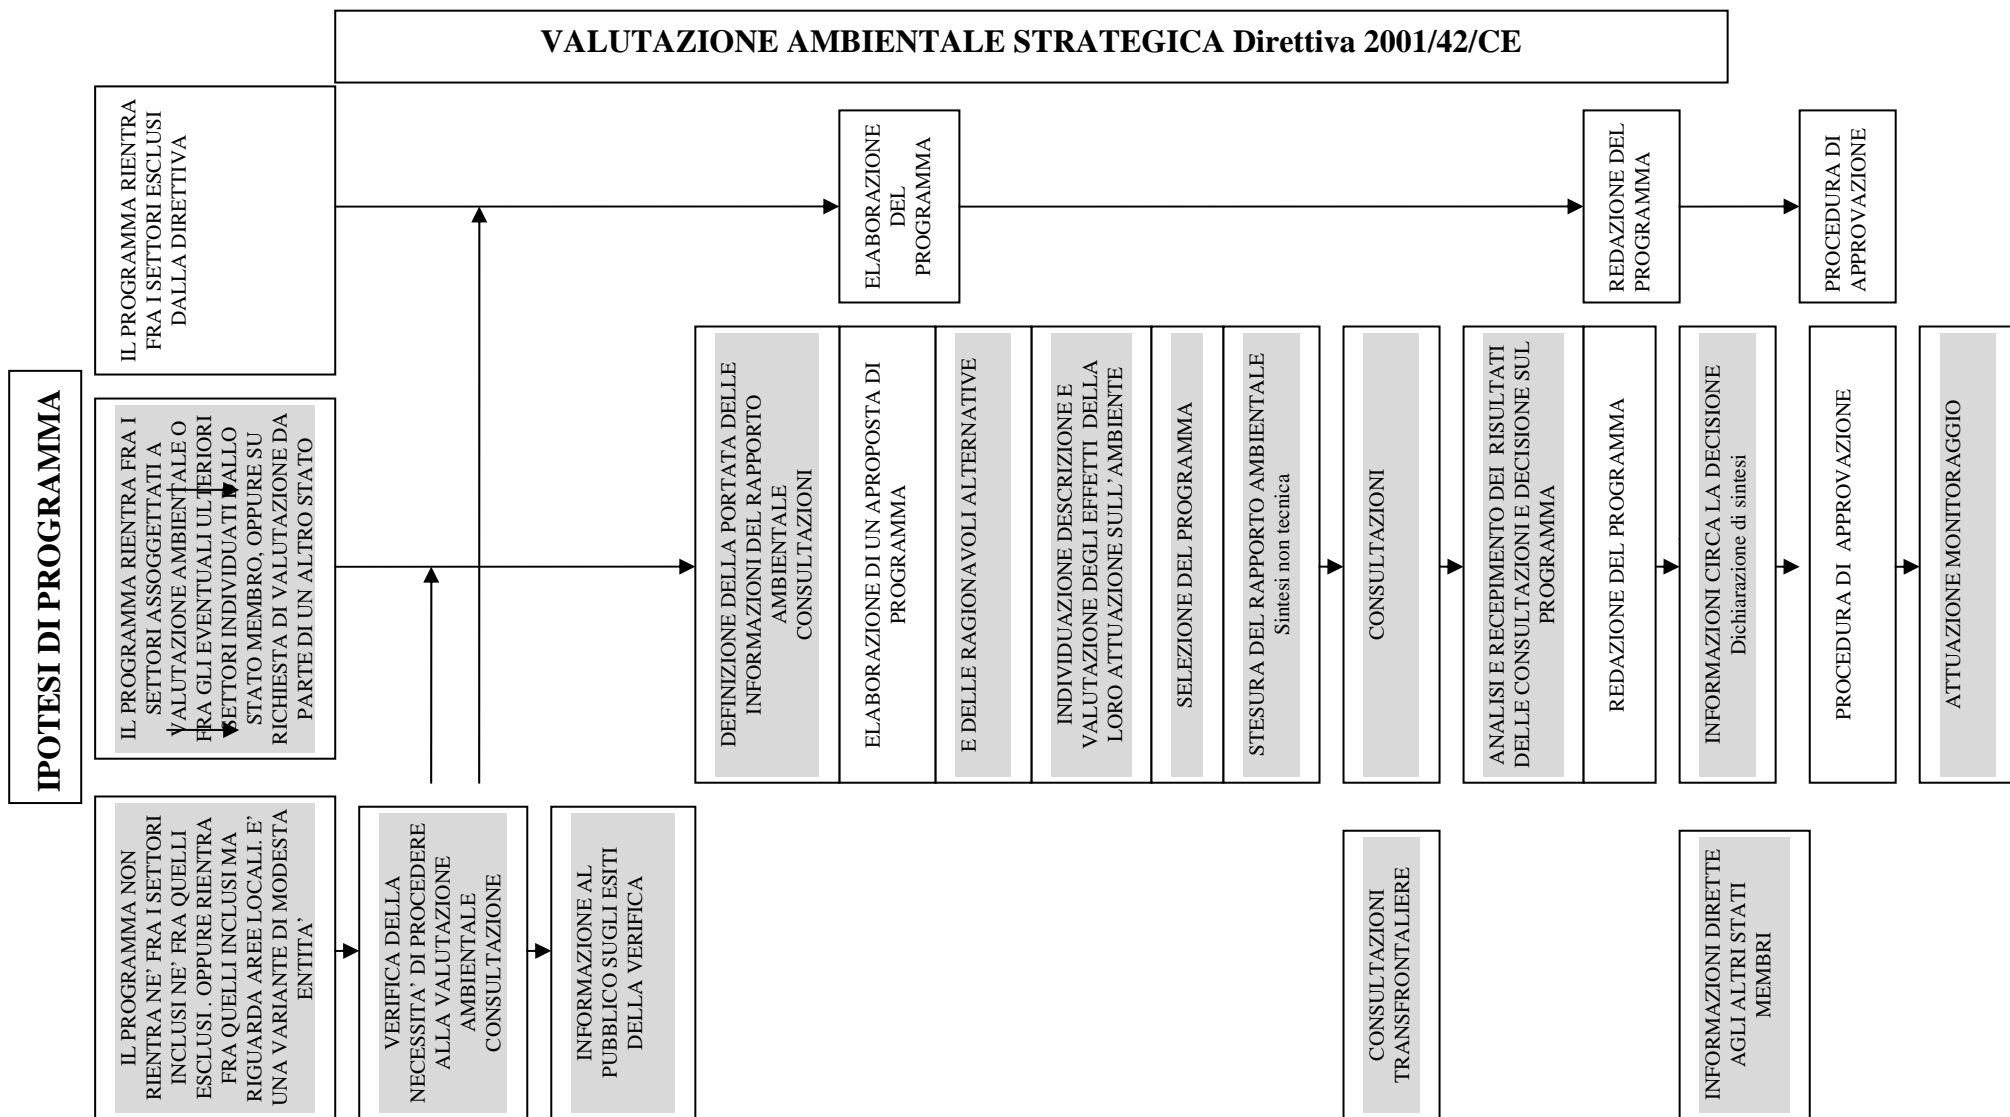 VALUTAZIONE AMBIENTALE STRATEGICA Direttiva 2001/42/CE
IPOTESI DI PROGRAMMA
IL PROGRAMMA NON
RIENTRA NE' FRA I SETTORI
INCLUSI NE' FRA QUELLI
ESCLUSI . OPPURE RIENTRA
FRA QUELLI INCLUSI MA
RIGUARDA AREE LOCALI. E'
UNA VARIANTE DI MODESTA
ENTITA'
IL PROGRAMMA RIENTRA FRA I
SETTORI ASSOGGETTATI A
VALUTAZIONE AMBIENTALE O
FRA GLI EVENTUALI ULTERIORI
SETTORI INDIVIDUATI DALLO
STATO MEMBRO, OPPURE SU
RICHIESTA DI VALUTAZIONE DA
PARTE DI UN ALTRO STATO
IL PROGRAMMA RIENTRA
FRA I SETTORI ESCLUSI
DALLA DIRETTIVA
VERIFICA DELLA
NECESSITA' DI PROCEDERE
ALLA VALUTAZIONE
AMBIENTALE
CONSULTAZIONE
INFORMAZIONE AL
PUBBLICO SUGLI ESITI
DELLA VERIFICA
DEFINIZIONE DELLA PORTATA DELLE
INFORMAZIONI DEL RAPPORTO
AMBIENTALE
CONSULTAZIONI
ELABORAZIONE DI UN APROPOSTA DI
PROGRAMMA
E DELLE RAGIONAVOLI ALTERNATIVE
INDIVIDUAZIONE DESCRIZIONE E
VALUTAZIONE DEGLI EFFETTI DELLA
LORO ATTUAZIONE SULL'AMBIENTE
SELEZIONE DEL PROGRAMMA
STESURA DEL RAPPORTO AMBIENTALE
Sintesi non tecnica
ELABORAZIONE
DEL
PROGRAMMA
CONSULTAZIONI
TRANSFRONTALIERE
CONSULTAZIONI
ANALISI E RECEPIMENTO DEI RISULTATI
DELLE CONSULTAZIONI E DECISIONE SUL
PROGRAMMA
REDAZIONE DEL PROGRAMMA
REDAZIONE DEL
PROGRAMMA
INFORMAZIONI DIRETTE
AGLI ALTRI STATI
MEMBRI
INFORMAZIONI CIRCA LA DECISIONE
Dichiarazione di sintesi
PROCEDURA DI APPROVAZIONE
PROCEDURA DI
APPROVAZIONE
ATTUAZIONE MONITORAGGIO